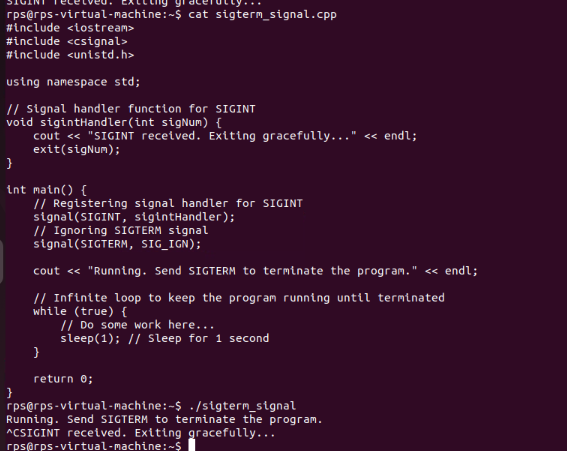 SIGINT received. Exiting gracefully...
rps@rps-virtual-machine:~$ cat sigterm_signal.cpp
#include <iostream>
#include <csignal>
#include <unistd.h>

using namespace std;

// Signal handler function for SIGINT
void sigintHandler(int sigNum) {
    cout << "SIGINT received. Exiting gracefully..." << endl;
    exit(sigNum);
}

int main() {
    // Registering signal handler for SIGINT
    signal(SIGINT, sigintHandler);
    // Ignoring SIGTERM signal
    signal(SIGTERM, SIG_IGN);

    cout << "Running. Send SIGTERM to terminate the program." << endl;

    // Infinite loop to keep the program running until terminated
    while (true) {
        // Do some work here...
        sleep(1); // Sleep for 1 second
    }

    return 0;
}
rps@rps-virtual-machine:~$ ./sigterm_signal
Running. Send SIGTERM to terminate the program.
^CSIGINT received. Exiting gracefully...
rps@rps-virtual-machine:~$